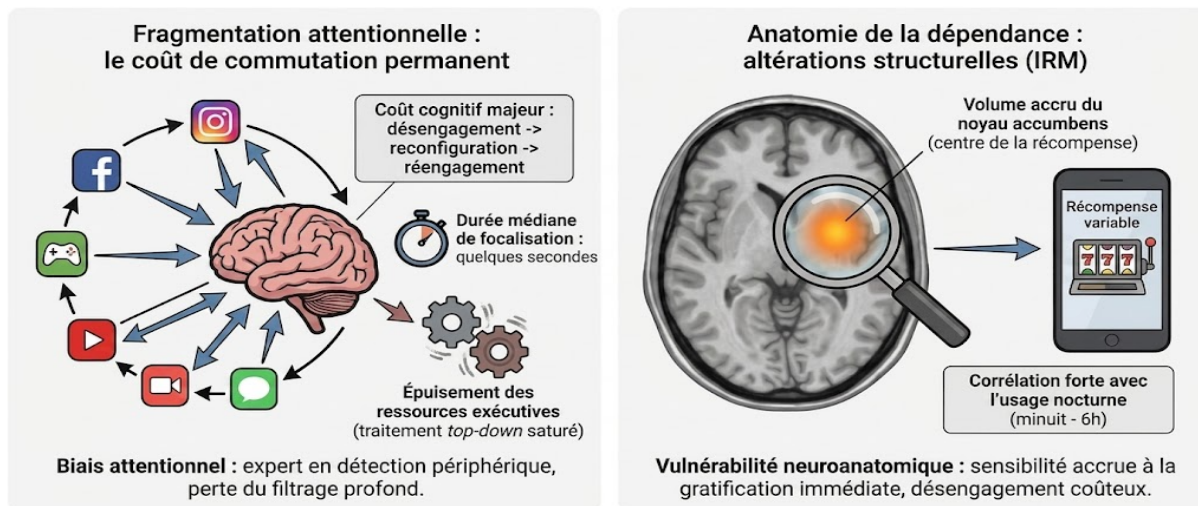 Fragmentation attentionnelle :
le coût de commutation permanent
Coût cognitif majeur :
désengagement ->
reconfiguration ->
réengagement
Durée médiane
de focalisation :
quelques secondes
Épuisement des
ressources exécutives
(traitement top-down saturé)
Biais attentionnel : expert en détection périphérique,
perte du filtrage profond.
Anatomie de la dépendance :
altérations structurelles (IRM)
Volume accru du
noyau accumbens
(centre de la récompense)
Récompense
variable
7 7 7
Corrélation forte avec
l'usage nocturne
(minuit - 6h)
Vulnérabilité neuroanatomique : sensibilité accrue à la
gratification immédiate, désengagement coûteux.